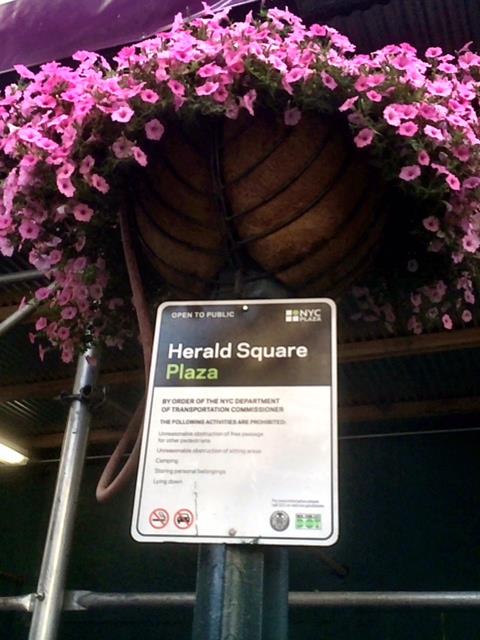 OPEN TO PUBLIC
NYC
PLAZA
Herald Square
Plaza
BY ORDER OF THE NYC DEPARTMENT
OF TRANSPORTATION COMMISSIONER
THE FOLLOWING ACTIVITIES ARE PROHIBITED:
Unreasonable obstruction of free passage
for other pedestrians
Unreasonable obstruction of sitting areas
Camping
Storing personal belongings
Lying down